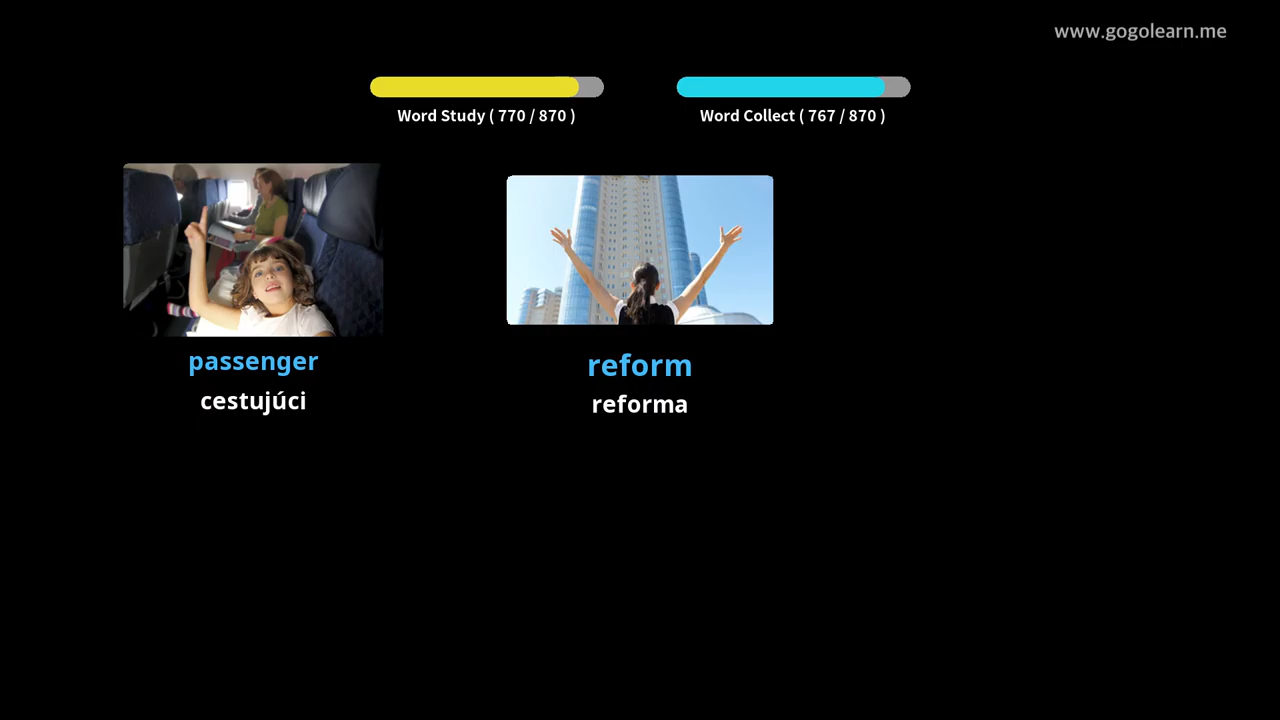 www.gogolearn.me
Word Study ( 770 / 870 )
Word Collect ( 767 / 870 )
passenger
cestujúci
reform
reforma